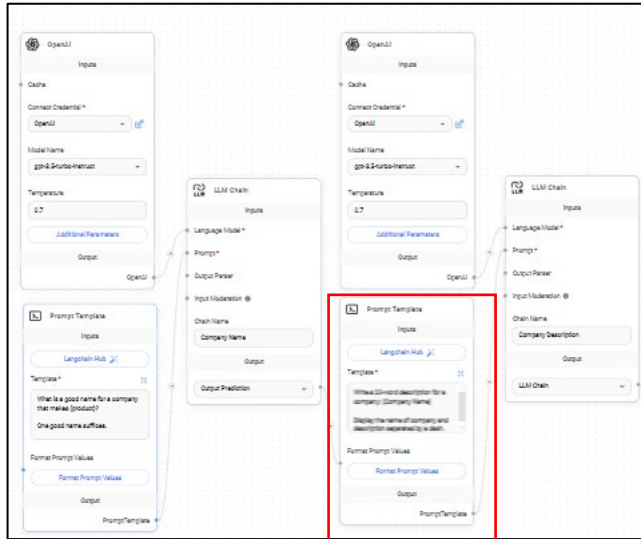 OpenAI
Inputs
Cache
Connect Credential *
OpenAI
Model Name
gpt-3.5-turbo-instruct
Temperature
0.7
Additional Parameters
Output
OpenAI
Prompt Template
Inputs
Langchain Hub
Template *
What is a good name for a company
that makes {product}?
One good name suffices.
Format Prompt Values
Format Prompt Values
Output
PromptTemplate
LLM Chain
Inputs
Language Model *
Prompt *
Output Parser
Input Moderation
Chain Name
Company Name
Output
Output Prediction
OpenAI
Inputs
Cache
Connect Credential *
OpenAI
Model Name
gpt-3.5-turbo-instruct
Temperature
0.7
Additional Parameters
Output
OpenAI
Prompt Template
Inputs
Langchain Hub
Template *
Write a word description for a
company: {Company Name}
Display the name of company and
description separated by a dash.
Format Prompt Values
Format Prompt Values
Output
PromptTemplate
LLM Chain
Inputs
Language Model *
Prompt *
Output Parser
Input Moderation
Chain Name
Company Description
Output
LLM Chain